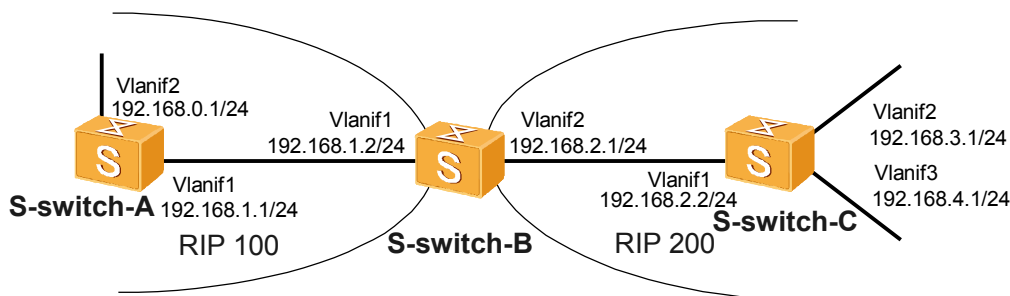 Vlanif2
192.168.0.1/24
S
S-switch-A
Vlanif1
192.168.1.1/24
RIP 100
Vlanif1
192.168.1.2/24
S
S-switch-B
Vlanif2
192.168.2.1/24
Vlanif1
192.168.2.2/24
RIP 200
S
S-switch-C
Vlanif2
192.168.3.1/24
Vlanif3
192.168.4.1/24